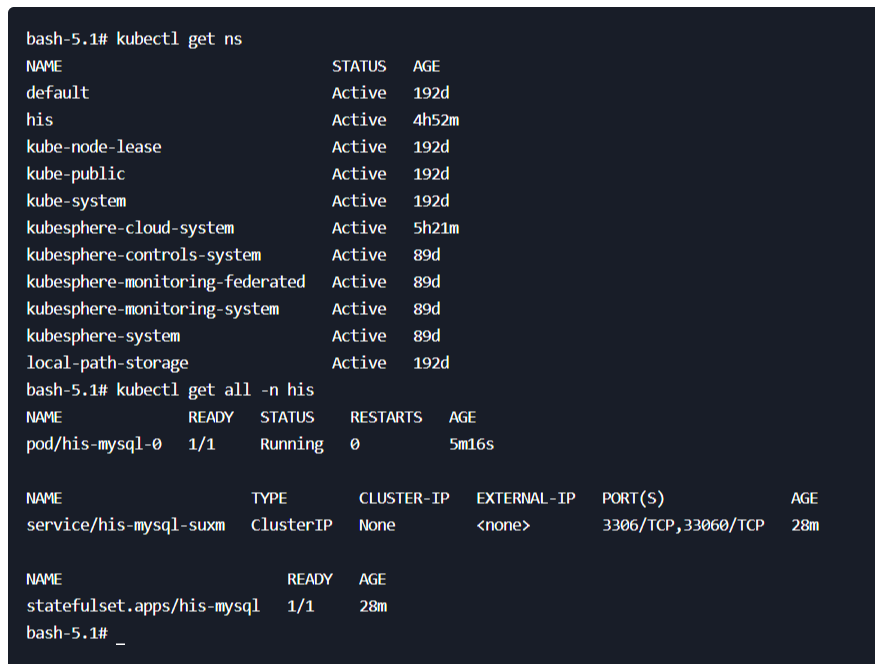 bash-5.1# kubectl get ns
NAME STATUS AGE
default Active 192d
his Active 4h52m
kube-node-lease Active 192d
kube-public Active 192d
kube-system Active 192d
kubesphere-cloud-system Active 5h21m
kubesphere-controls-system Active 89d
kubesphere-monitoring-federated Active 89d
kubesphere-monitoring-system Active 89d
kubesphere-system Active 89d
local-path-storage Active 192d
bash-5.1# kubectl get all -n his
NAME READY STATUS RESTARTS AGE
pod/his-mysql-0 1/1 Running 0 5m16s
NAME TYPE CLUSTER-IP EXTERNAL-IP PORT(S) AGE
service/his-mysql-suxm ClusterIP None <none> 3306/TCP,33060/TCP 28m
NAME READY AGE
statefulset.apps/his-mysql 1/1 28m
bash-5.1# _